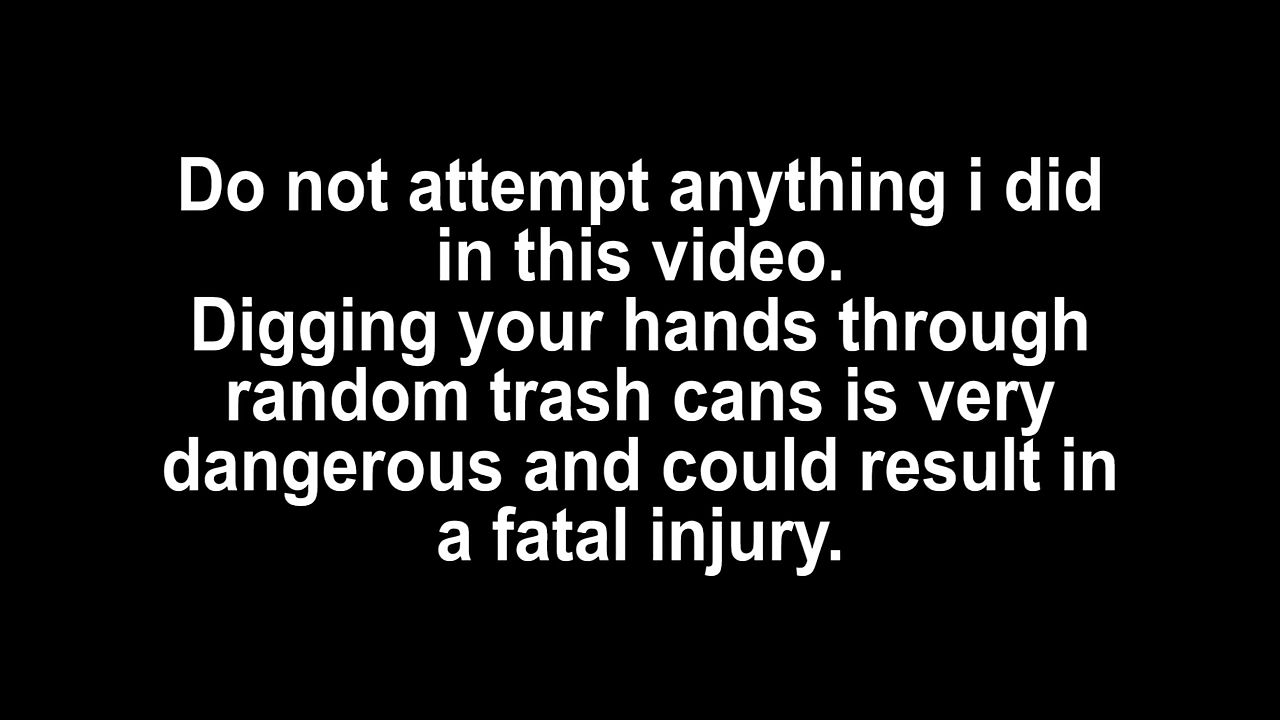 Do not attempt anything i did
in this video.
Digging your hands through
random trash cans is very
dangerous and could result in
a fatal injury.